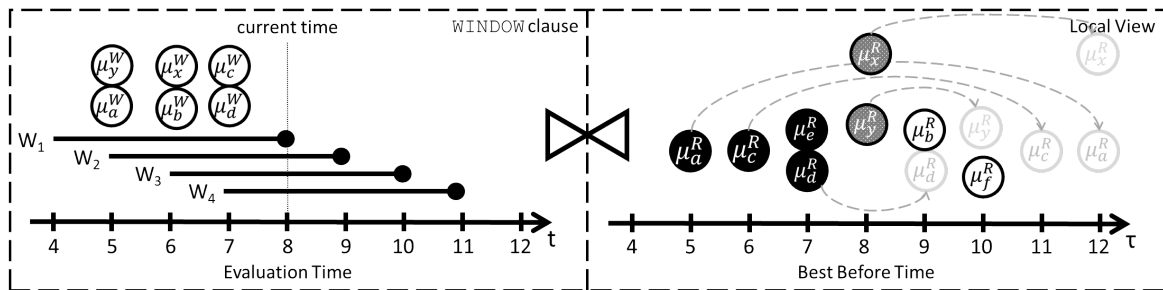 current time WINDOW clause
μ_y^W μ_x^W μ_c^W
μ_a^W μ_b^W μ_d^W
W₁
W₂
W₃
W₄
4 5 6 7 8 9 10 11 12 t
Evaluation Time
Local View
μ_x^R μ_x^R
μ_y^R μ_y^R
μ_e^R μ_b^R
μ_a^R μ_c^R μ_c^R μ_a^R
μ_d^R μ_d^R μ_f^R
4 5 6 7 8 9 10 11 12 τ
Best Before Time